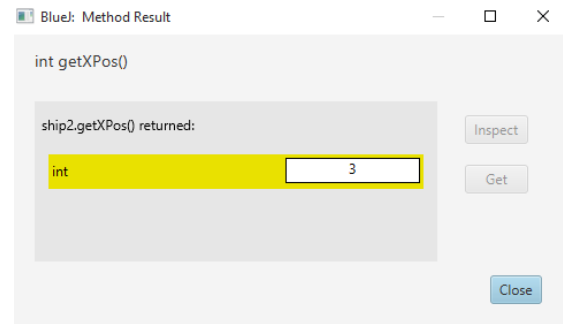 BlueJ: Method Result
int getXPos()
ship2.getXPos() returned:
Inspect
int 3
Get
Close